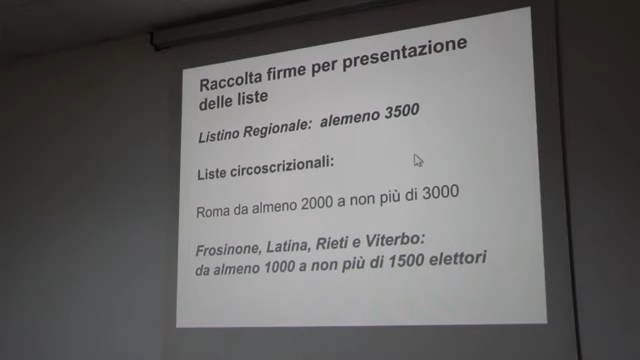 Raccolta firme per presentazione
delle liste
Listino Regionale: alemeno 3500
Liste circoscrizionali:
Roma da almeno 2000 a non più di 3000
Frosinone, Latina, Rieti e Viterbo:
da almeno 1000 a non più di 1500 elettori